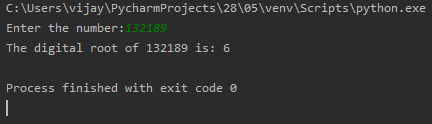 C:\Users\vijay\PycharmProjects\28\05\venv\Scripts\python.exe
Enter the number:132189
The digital root of 132189 is: 6
Process finished with exit code 0